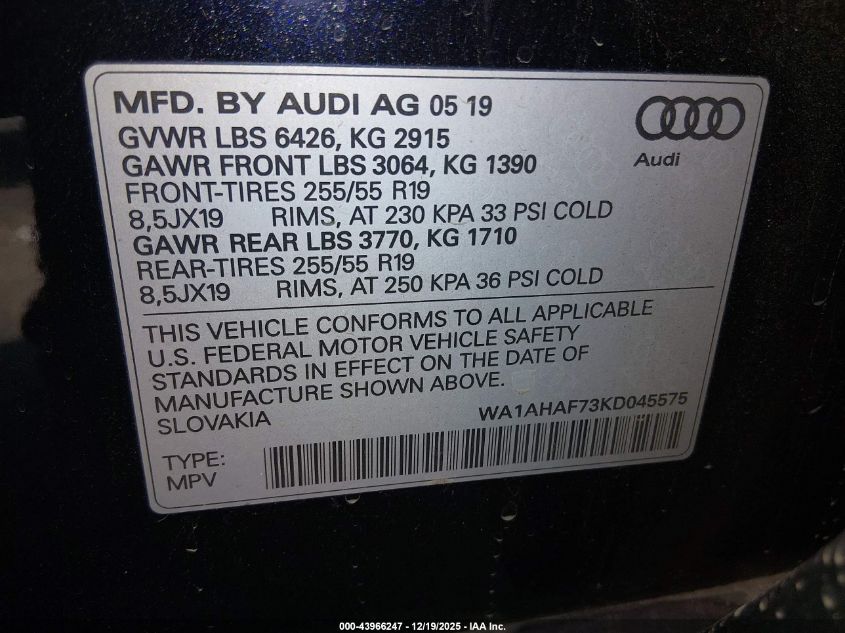 MFD. BY AUDI AG 05 19
GVWR LBS 6426, KG 2915
GAWR FRONT LBS 3064, KG 1390
FRONT-TIRES 255/55 R19
8,5JX19 RIMS, AT 230 KPA 33 PSI COLD
GAWR REAR LBS 3770, KG 1710
REAR-TIRES 255/55 R19
8,5JX19 RIMS, AT 250 KPA 36 PSI COLD
Audi
THIS VEHICLE CONFORMS TO ALL APPLICABLE
U.S. FEDERAL MOTOR VEHICLE SAFETY
STANDARDS IN EFFECT ON THE DATE OF
MANUFACTURE SHOWN ABOVE.
SLOVAKIA WA1AHAF73KD045575
TYPE:
MPV
000-43966247 - 12/19/2025 - IAA Inc.